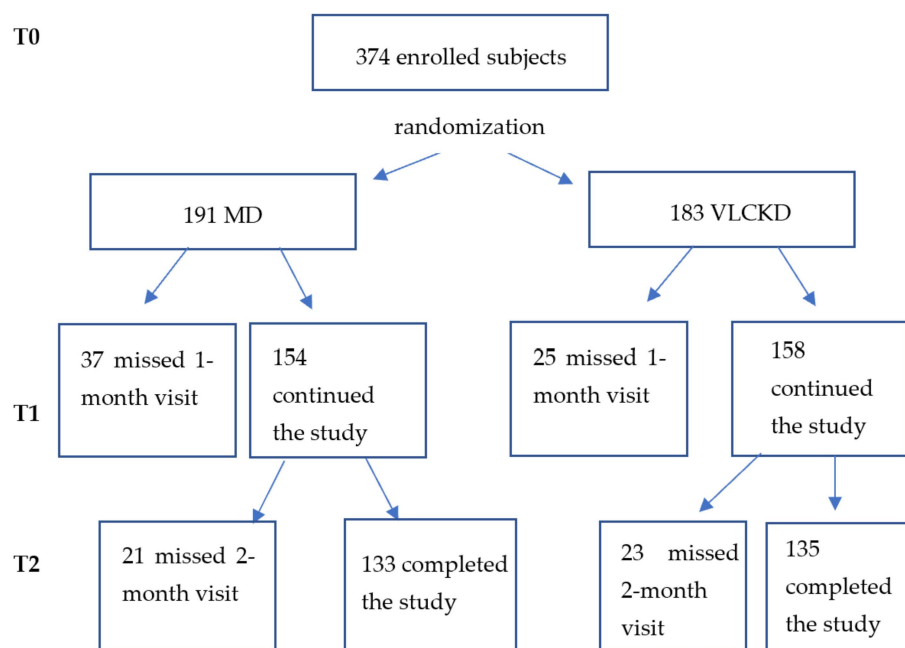 T0
374 enrolled subjects
randomization
191 MD
183 VLCKD
37 missed 1-
month visit
154
continued
the study
25 missed 1-
month visit
158
continued
the study
T1
21 missed 2-
month visit
133 completed
the study
23 missed
2-month
visit
135
completed
the study
T2